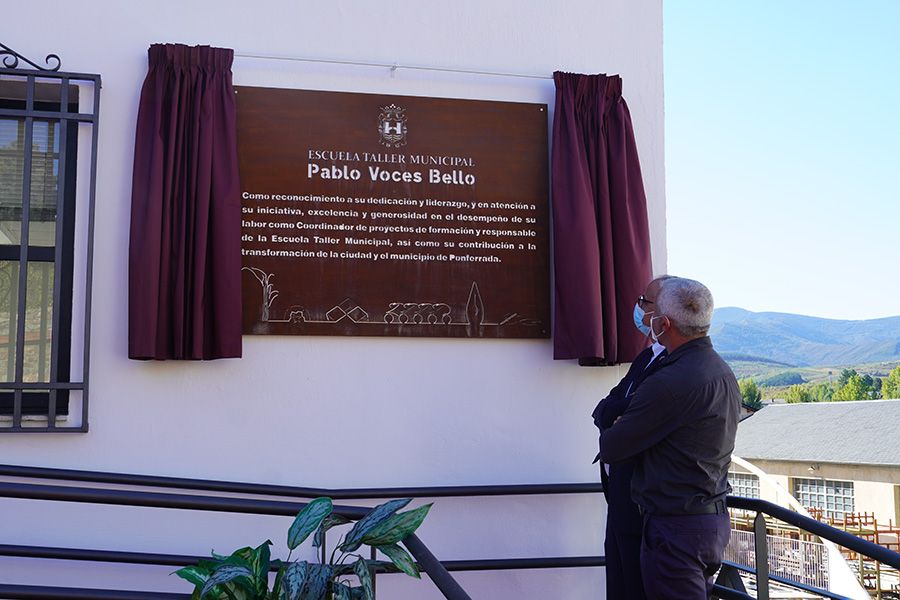 ESCUELA TALLER MUNICIPAL
Pablo Voces Bello
Como reconocimiento a su dedicación y liderazgo, y en atención a
su iniciativa, excelencia y generosidad en el desempeño de su
labor como Coordinador de proyectos de formación y responsable
de la Escuela Taller Municipal, así como su contribución a la
transformación de la ciudad y el municipio de Ponferrada.